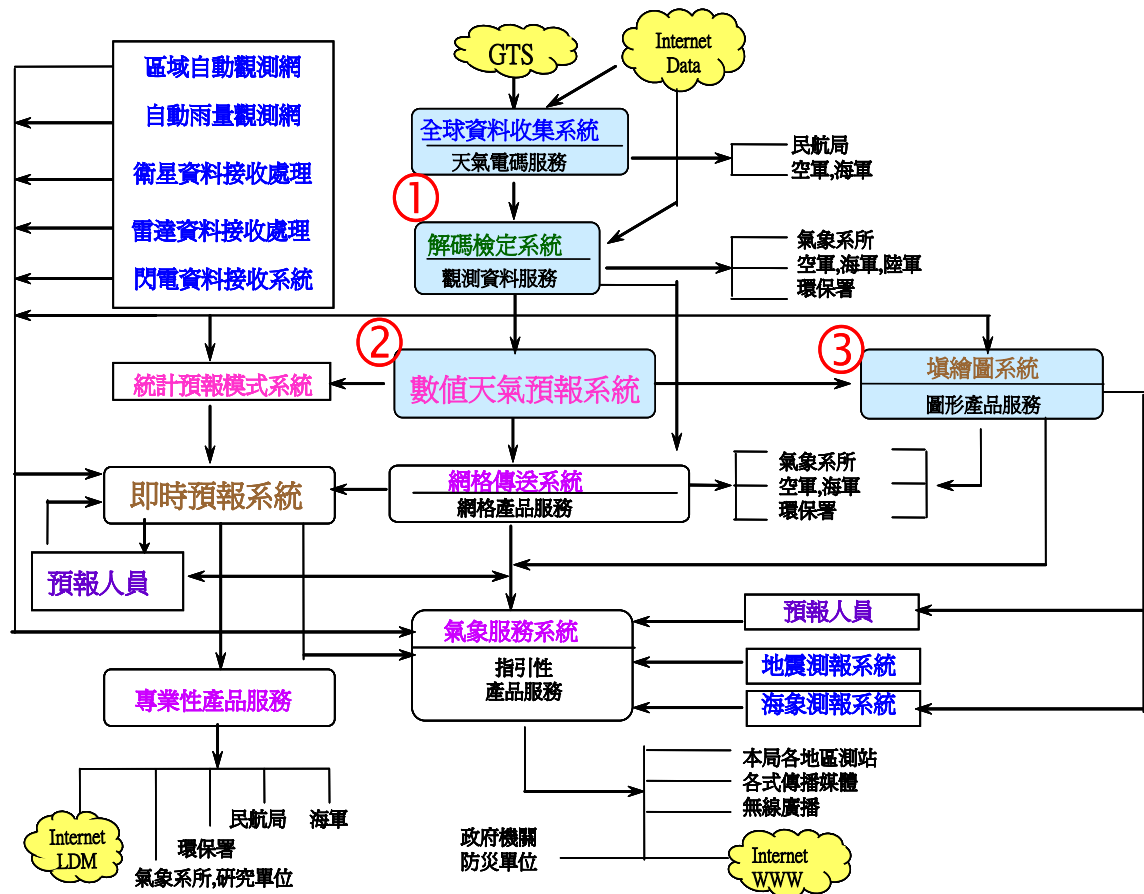 GTS
Internet
Data
區域自動觀測網
自動雨量觀測網
衛星資料接收處理
雷達資料接收處理
閃電資料接收系統
全球資料收集系統
天氣電碼服務
民航局
空軍,海軍
①
解碼檢定系統
觀測資料服務
氣象系所
空軍,海軍,陸軍
環保署
②
數值天氣預報系統
③
填繪圖系統
圖形產品服務
統計預報模式系統
即時預報系統
網格傳送系統
網格產品服務
氣象系所
空軍,海軍
環保署
預報人員
氣象服務系統
指引性
產品服務
預報人員
地震測報系統
海象測報系統
專業性產品服務
本局各地區測站
各式傳播媒體
無線廣播
政府機關
防災單位
Internet
WWW
Internet
LDM
民航局
海軍
環保署
氣象系所,研究單位